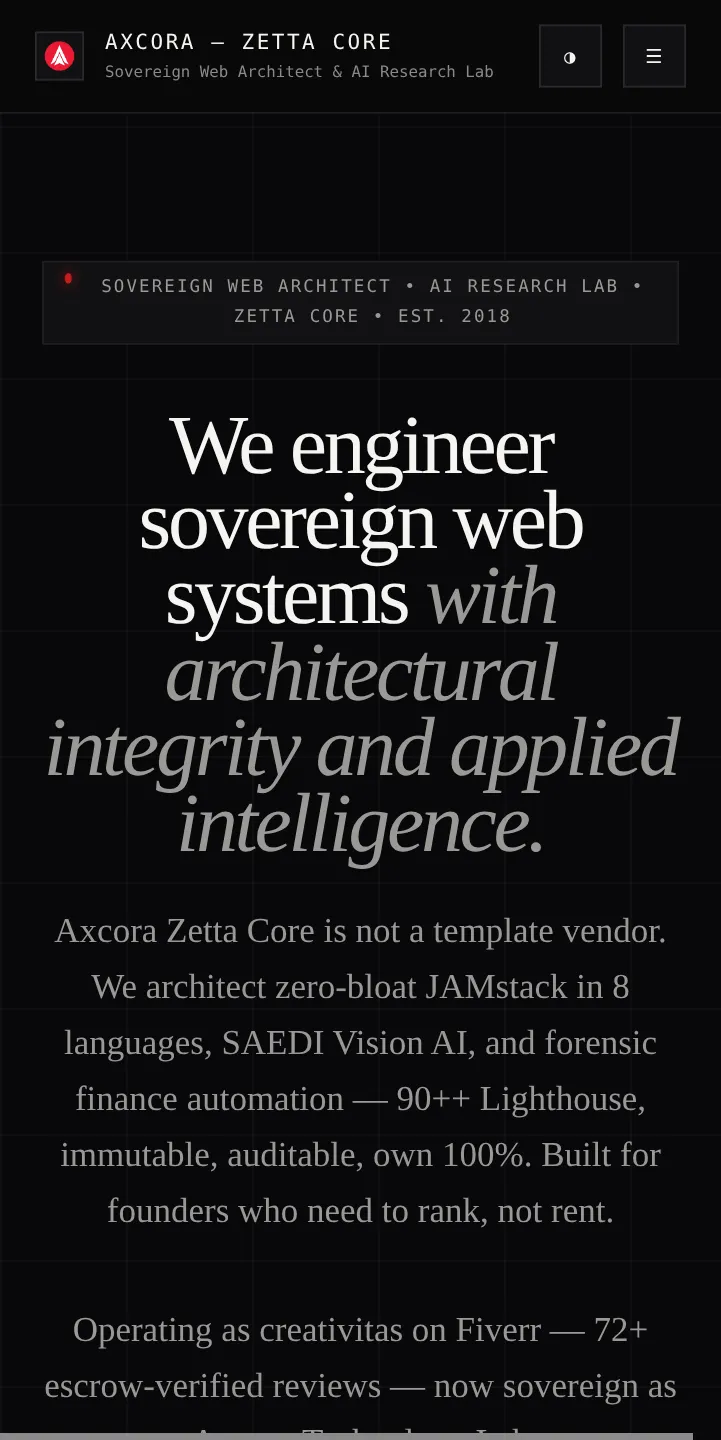 AXCORA — ZETTA CORE
Sovereign Web Architect & AI Research Lab
SOVEREIGN WEB ARCHITECT • AI RESEARCH LAB •
ZETTA CORE • EST. 2018
We engineer
sovereign web
systems with
architectural
integrity and applied
intelligence.
Axcora Zetta Core is not a template vendor.
We architect zero-bloat JAMstack in 8
languages, SAEDI Vision AI, and forensic
finance automation — 90++ Lighthouse,
immutable, auditable, own 100%. Built for
founders who need to rank, not rent.
Operating as creativitas on Fiverr — 72+
escrow-verified reviews — now sovereign as